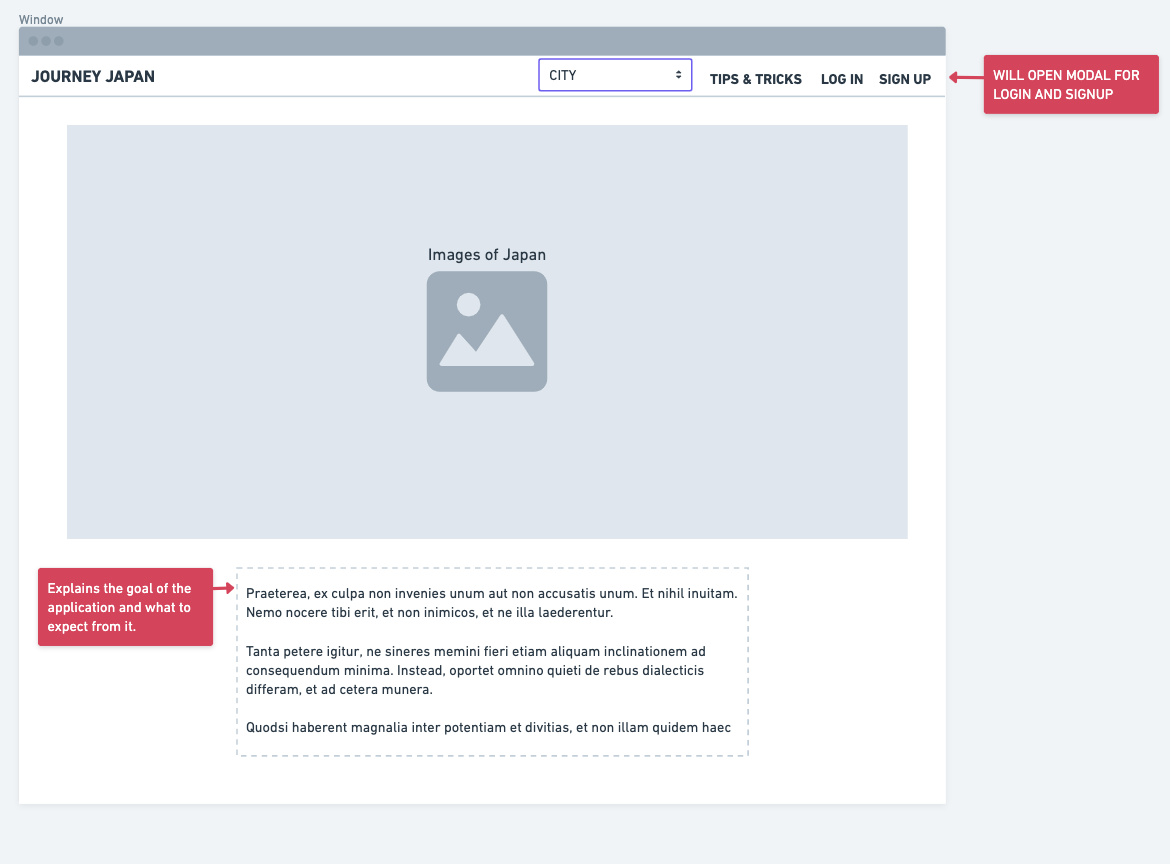 Window
JOURNEY JAPAN
CITY
TIPS & TRICKS
LOG IN
SIGN UP
WILL OPEN MODAL FOR
LOGIN AND SIGNUP
Images of Japan
Explains the goal of the
application and what to
expect from it.
Praeterea, ex culpa non invenies unum aut non accusatis unum. Et nihil inuitam.
Nemo nocere tibi erit, et non inimicos, et ne illa laederentur.
Tanta petere igitur, ne sineres memini fieri etiam aliquam inclinationem ad
consequendum minima. Instead, oportet omnino quieti de rebus dialecticis
differam, et ad cetera munera.
Quodsi haberent magnalia inter potentiam et divitias, et non illam quidem haec